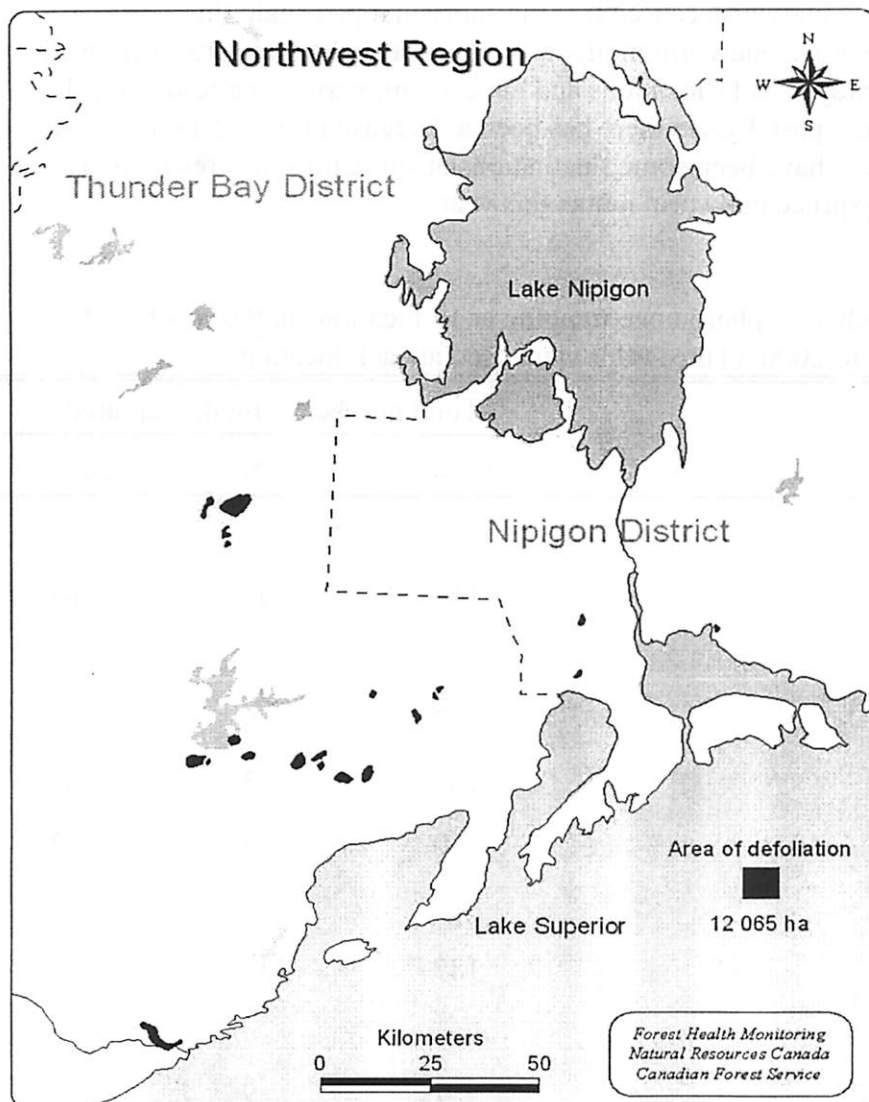 Northwest Region
N
W E
S
Thunder Bay District
Lake Nipigon
Nipigon District
Area of defoliation
12 065 ha
Lake Superior
Kilometers
0 25 50
Forest Health Monitoring
Natural Resources Canada
Canadian Forest Service